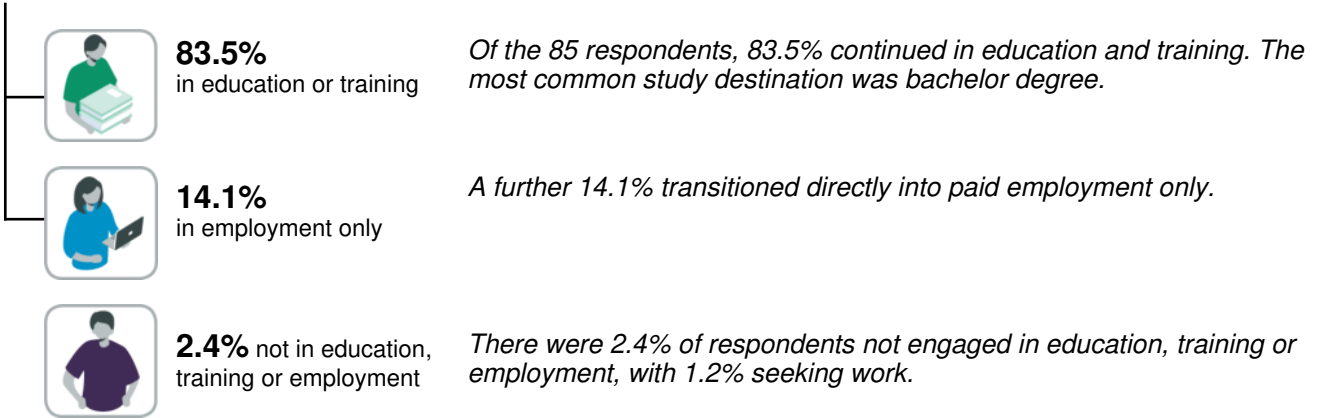 83.5%
in education or training
Of the 85 respondents, 83.5% continued in education and training. The
most common study destination was bachelor degree.
14.1%
in employment only
A further 14.1% transitioned directly into paid employment only.
2.4% not in education,
training or employment
There were 2.4% of respondents not engaged in education, training or
employment, with 1.2% seeking work.